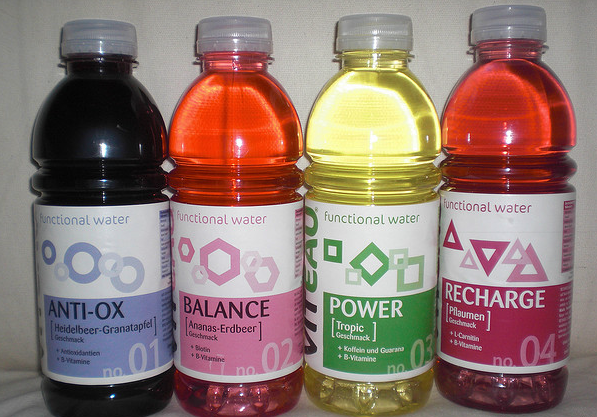 functional water
ANTI-OX
[Heidelbeer-Granatapfel]
Geschmack
+ Antioxidantien
+ B-Vitamine
no. 01
functional water
BALANCE
[Ananas-Erdbeer]
Geschmack
+ Biotin
+ B-Vitamine
no. 02
VITEAU
functional water
POWER
[Tropic]
Geschmack
+ Koffein und Guarana
+ B-Vitamine
no. 03
functional water
RECHARGE
[Pflaumen]
Geschmack
+ L-Carnitin
+ B-Vitamine
no. 04